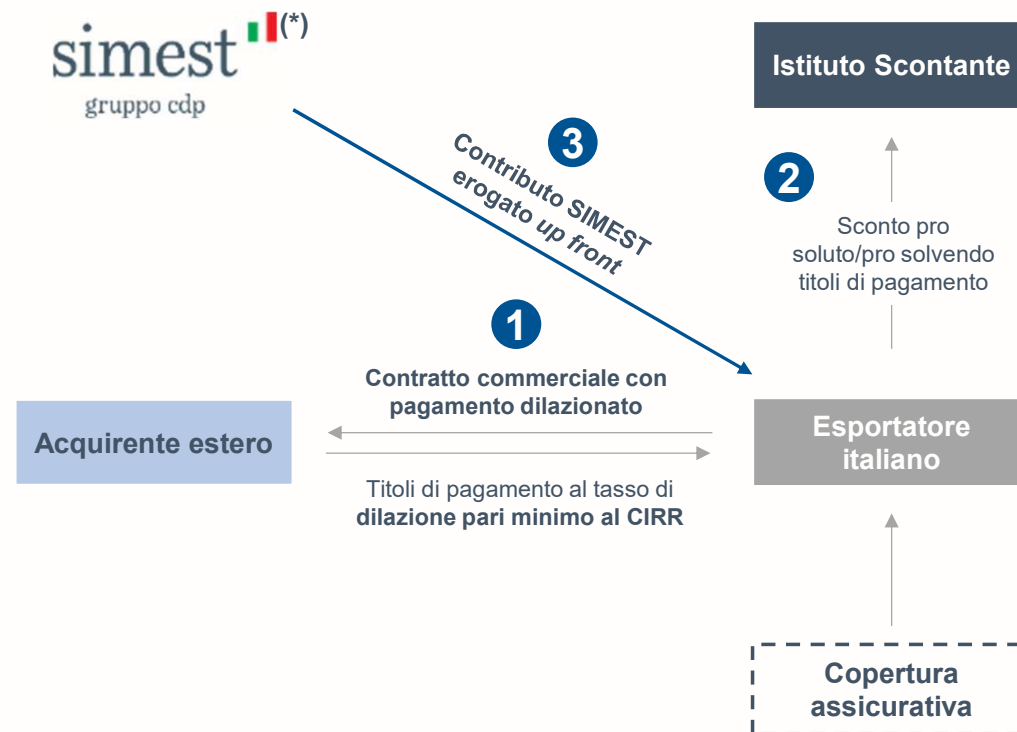 simest (*)
gruppo cdp
Istituto Scontante
3
Contributo SIMEST
erogato up front
2
Sconto pro
soluto/pro solvendo
titoli di pagamento
1
Contratto commerciale con
pagamento dilazionato
Acquirente estero
Esportatore
italiano
Titoli di pagamento al tasso di
dilazione pari minimo al CIRR
Copertura
assicurativa